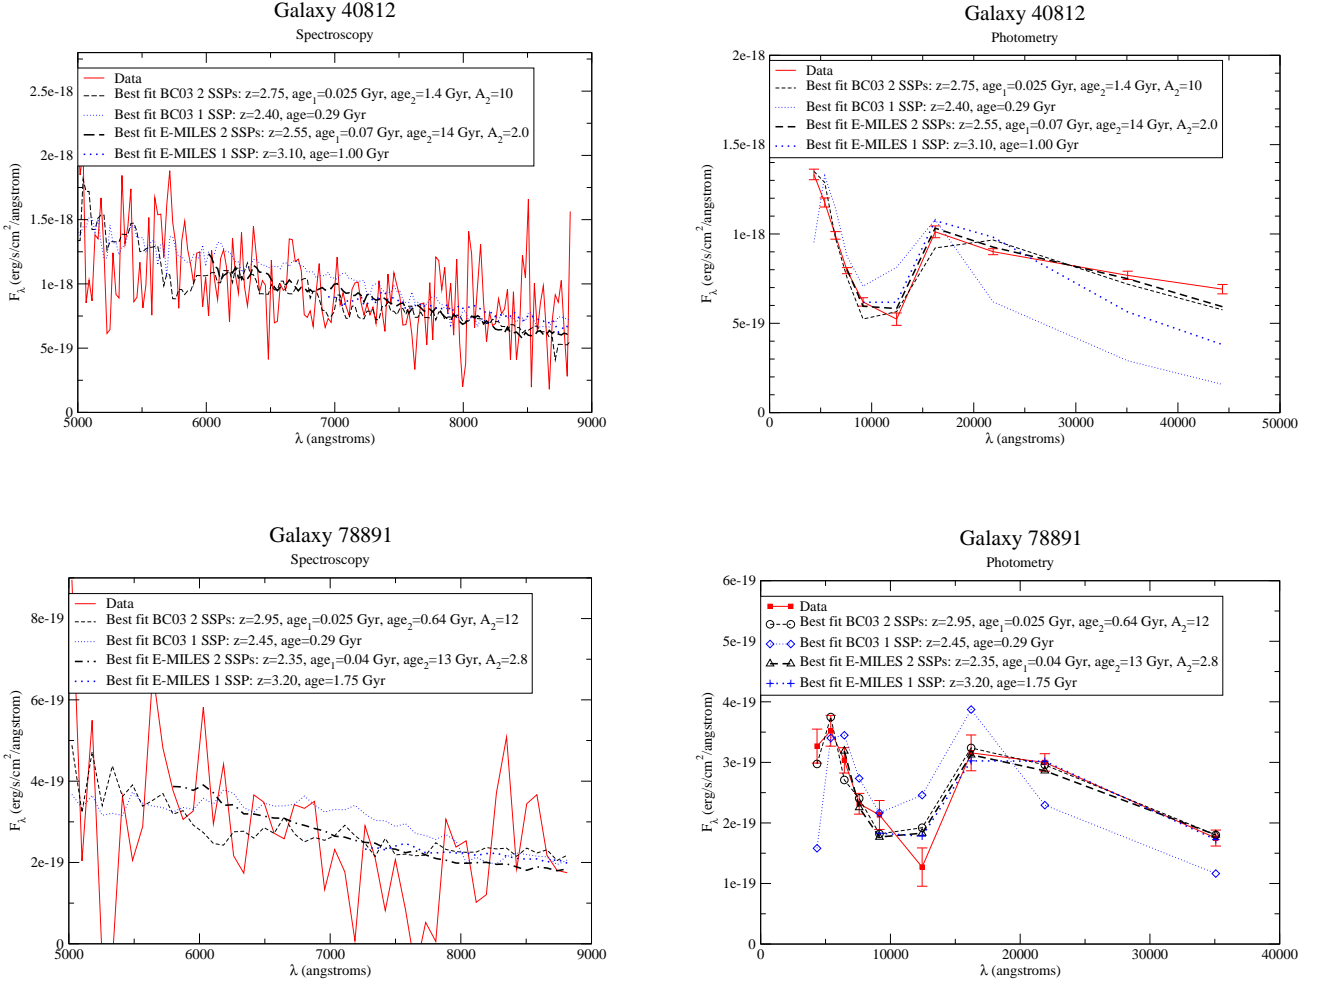 Galaxy 40812
Spectroscopy
Data
Best fit BC03 2 SSPs: z=2.75, age1=0.025 Gyr, age2=1.4 Gyr, A2=10
Best fit BC03 1 SSP: z=2.40, age=0.29 Gyr
Best fit E-MILES 2 SSPs: z=2.55, age1=0.07 Gyr, age2=14 Gyr, A2=2.0
Best fit E-MILES 1 SSP: z=3.10, age=1.00 Gyr
2.5e-18
2e-18
1.5e-18
1e-18
5e-19
0
Fλ (erg/s/cm2/angstrom)
5000 6000 7000 8000 9000
λ (angstroms)
Galaxy 40812
Photometry
Data
Best fit BC03 2 SSPs: z=2.75, age1=0.025 Gyr, age2=1.4 Gyr, A2=10
Best fit BC03 1 SSP: z=2.40, age=0.29 Gyr
Best fit E-MILES 2 SSPs: z=2.55, age1=0.07 Gyr, age2=14 Gyr, A2=2.0
Best fit E-MILES 1 SSP: z=3.10, age=1.00 Gyr
2e-18
1.5e-18
1e-18
5e-19
0
Fλ (erg/s/cm2/angstrom)
0 10000 20000 30000 40000 50000
λ (angstroms)
Galaxy 78891
Spectroscopy
Data
Best fit BC03 2 SSPs: z=2.95, age1=0.025 Gyr, age2=0.64 Gyr, A2=12
Best fit BC03 1 SSP: z=2.45, age=0.29 Gyr
Best fit E-MILES 2 SSPs: z=2.35, age1=0.04 Gyr, age2=13 Gyr, A2=2.8
Best fit E-MILES 1 SSP: z=3.20, age=1.75 Gyr
8e-19
6e-19
4e-19
2e-19
0
Fλ (erg/s/cm2/angstrom)
5000 6000 7000 8000 9000
λ (angstroms)
Galaxy 78891
Photometry
Data
Best fit BC03 2 SSPs: z=2.95, age1=0.025 Gyr, age2=0.64 Gyr, A2=12
Best fit BC03 1 SSP: z=2.45, age=0.29 Gyr
Best fit E-MILES 2 SSPs: z=2.35, age1=0.04 Gyr, age2=13 Gyr, A2=2.8
Best fit E-MILES 1 SSP: z=3.20, age=1.75 Gyr
6e-19
5e-19
4e-19
3e-19
2e-19
1e-19
0
Fλ (erg/s/cm2/angstrom)
0 10000 20000 30000 40000
λ (angstroms)